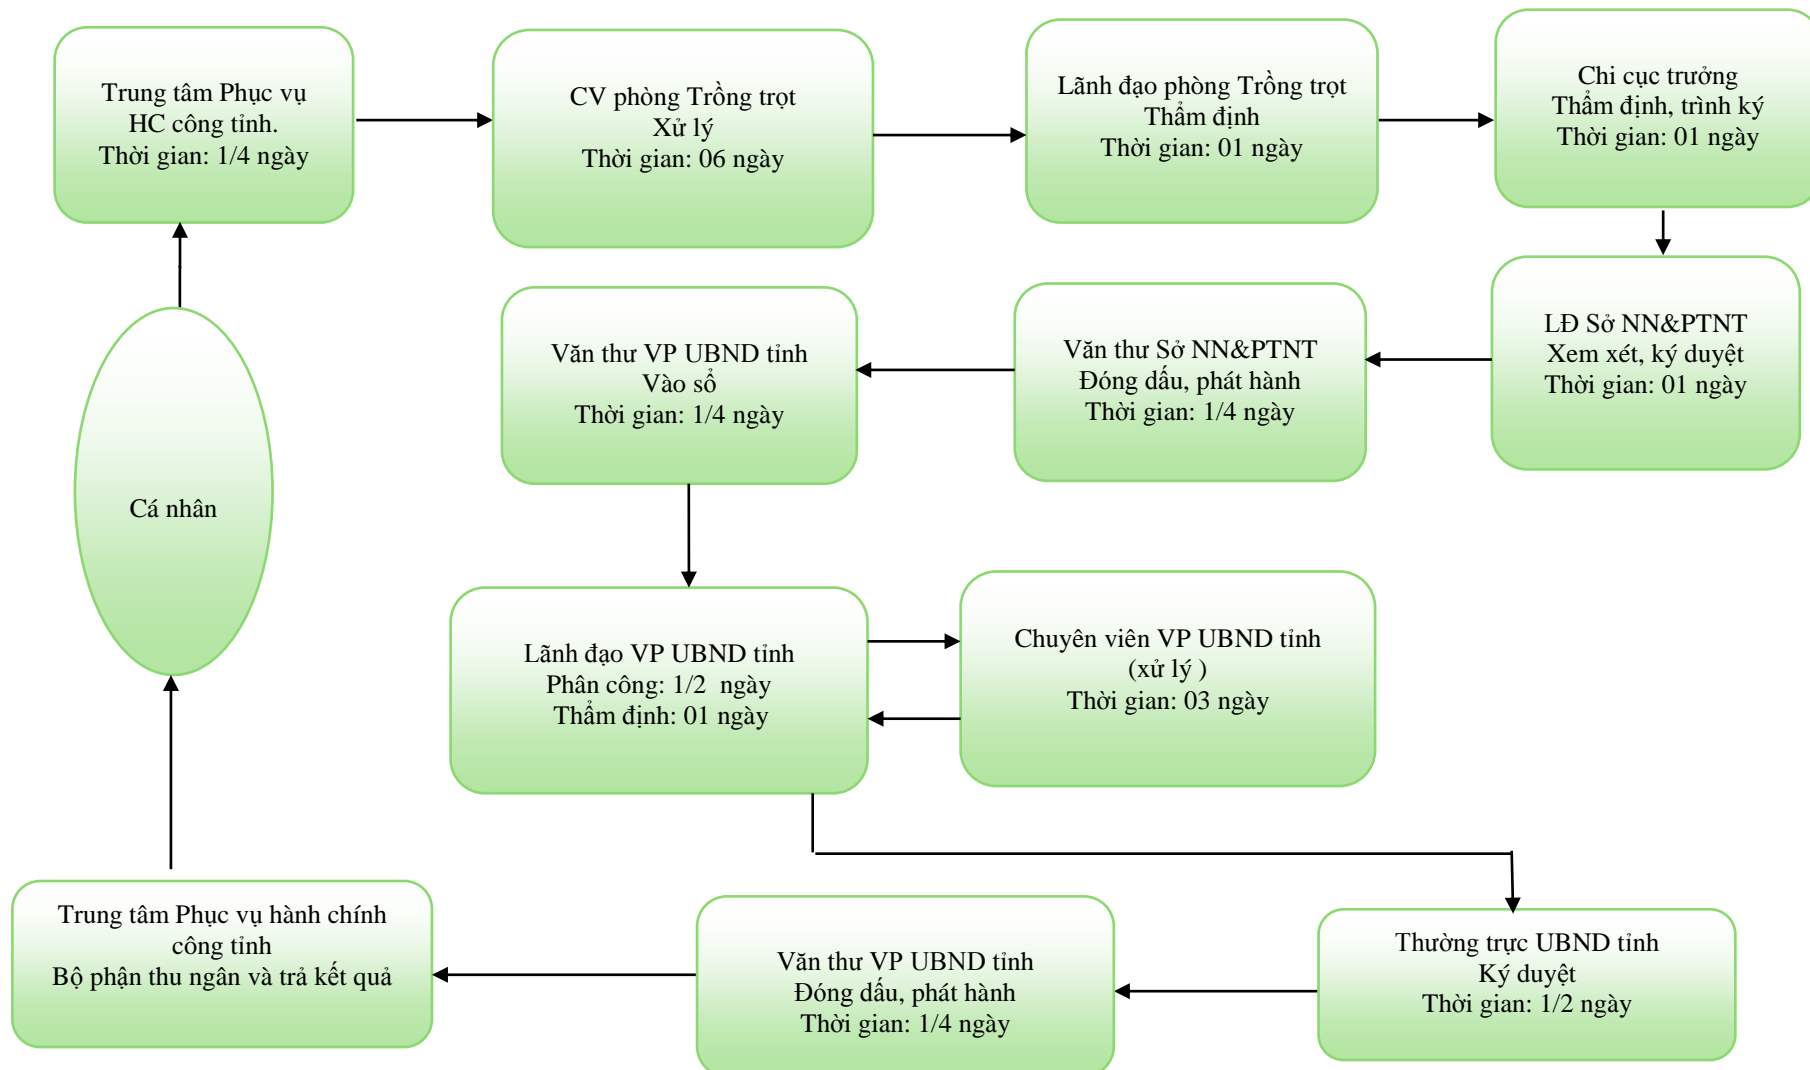 Trung tâm Phục vụ
HC công tỉnh.
Thời gian: 1/4 ngày
CV phòng Trồng trọt
Xử lý
Thời gian: 06 ngày
Lãnh đạo phòng Trồng trọt
Thẩm định
Thời gian: 01 ngày
Chi cục trưởng
Thẩm định, trình ký
Thời gian: 01 ngày
LĐ Sở NN&PTNT
Xem xét, ký duyệt
Thời gian: 01 ngày
Văn thư Sở NN&PTNT
Đóng dấu, phát hành
Thời gian: 1/4 ngày
Văn thư VP UBND tỉnh
Vào sổ
Thời gian: 1/4 ngày
Cá nhân
Lãnh đạo VP UBND tỉnh
Phân công: 1/2 ngày
Thẩm định: 01 ngày
Chuyên viên VP UBND tỉnh
(xử lý )
Thời gian: 03 ngày
Thường trực UBND tỉnh
Ký duyệt
Thời gian: 1/2 ngày
Văn thư VP UBND tỉnh
Đóng dấu, phát hành
Thời gian: 1/4 ngày
Trung tâm Phục vụ hành chính
công tỉnh
Bộ phận thu ngân và trả kết quả